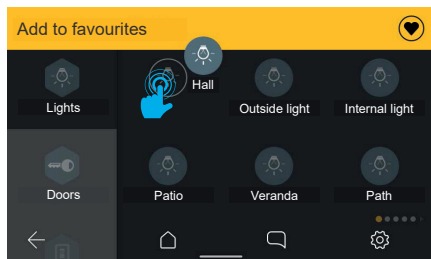 Add to favourites
Lights
Hall
Outside light
Internal light
Doors
Patio
Veranda
Path